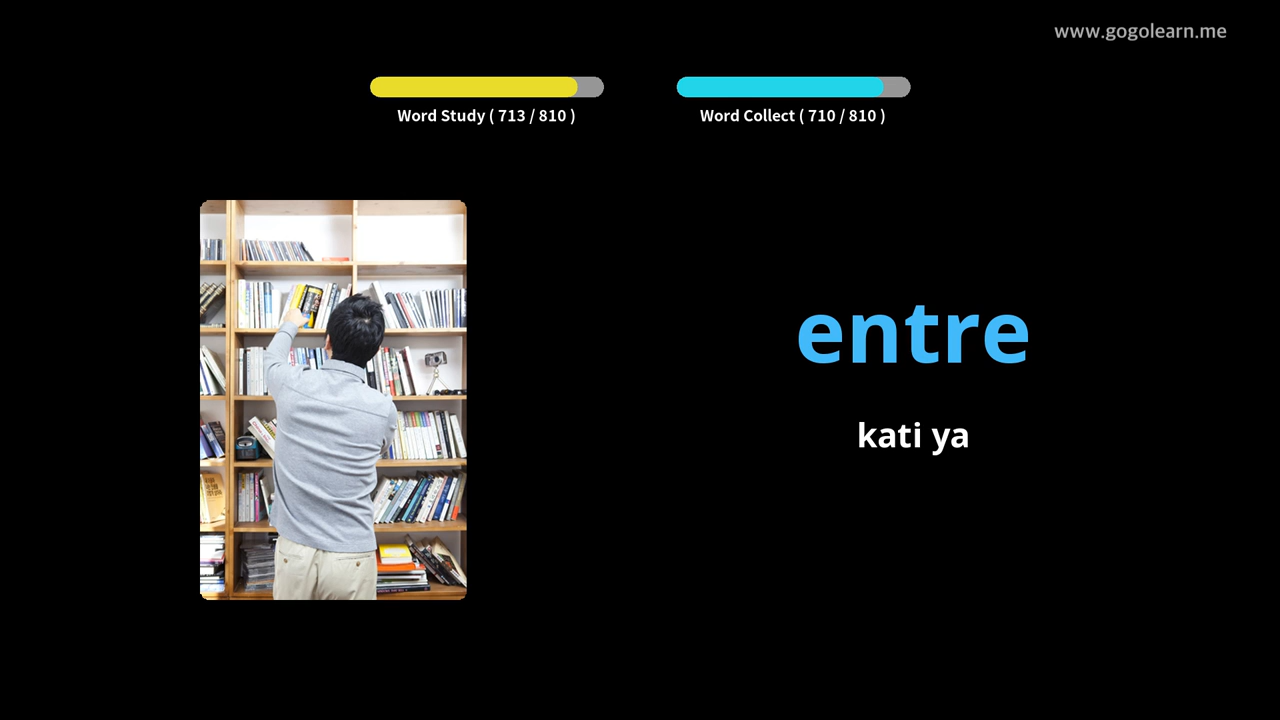 www.gogolearn.me
Word Study ( 713 / 810 )
Word Collect ( 710 / 810 )
entre
kati ya